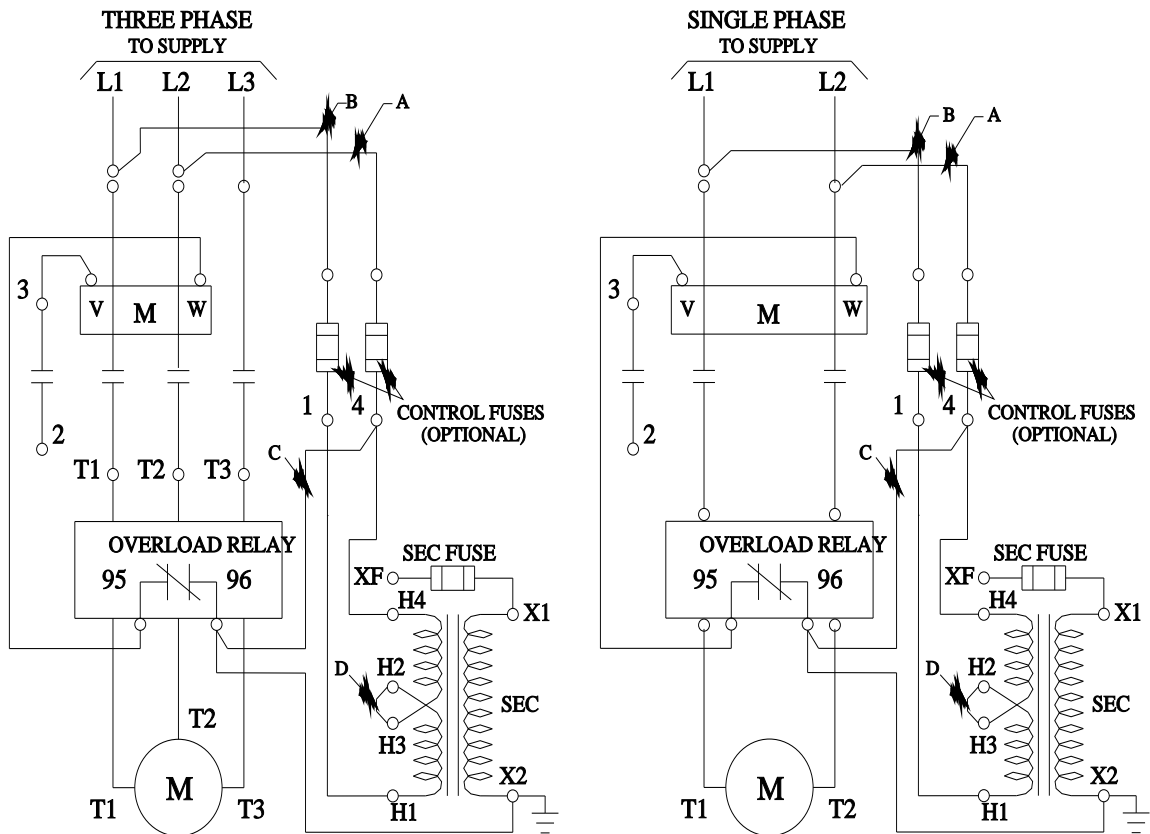 THREE PHASE
TO SUPPLY
L1 L2 L3
B A
3
V M W
1 4
CONTROL FUSES
(OPTIONAL)
2
C
T1 T2 T3
OVERLOAD RELAY
95 96
SEC FUSE
XF
H4 X1
D H2
SEC
H3
T2
X2
T1 M T3
H1
SINGLE PHASE
TO SUPPLY
L1 L2
B A
3
V M W
1 4
CONTROL FUSES
(OPTIONAL)
2
C
OVERLOAD RELAY
95 96
SEC FUSE
XF
H4 X1
D H2
SEC
H3
X2
T1 M T2
H1